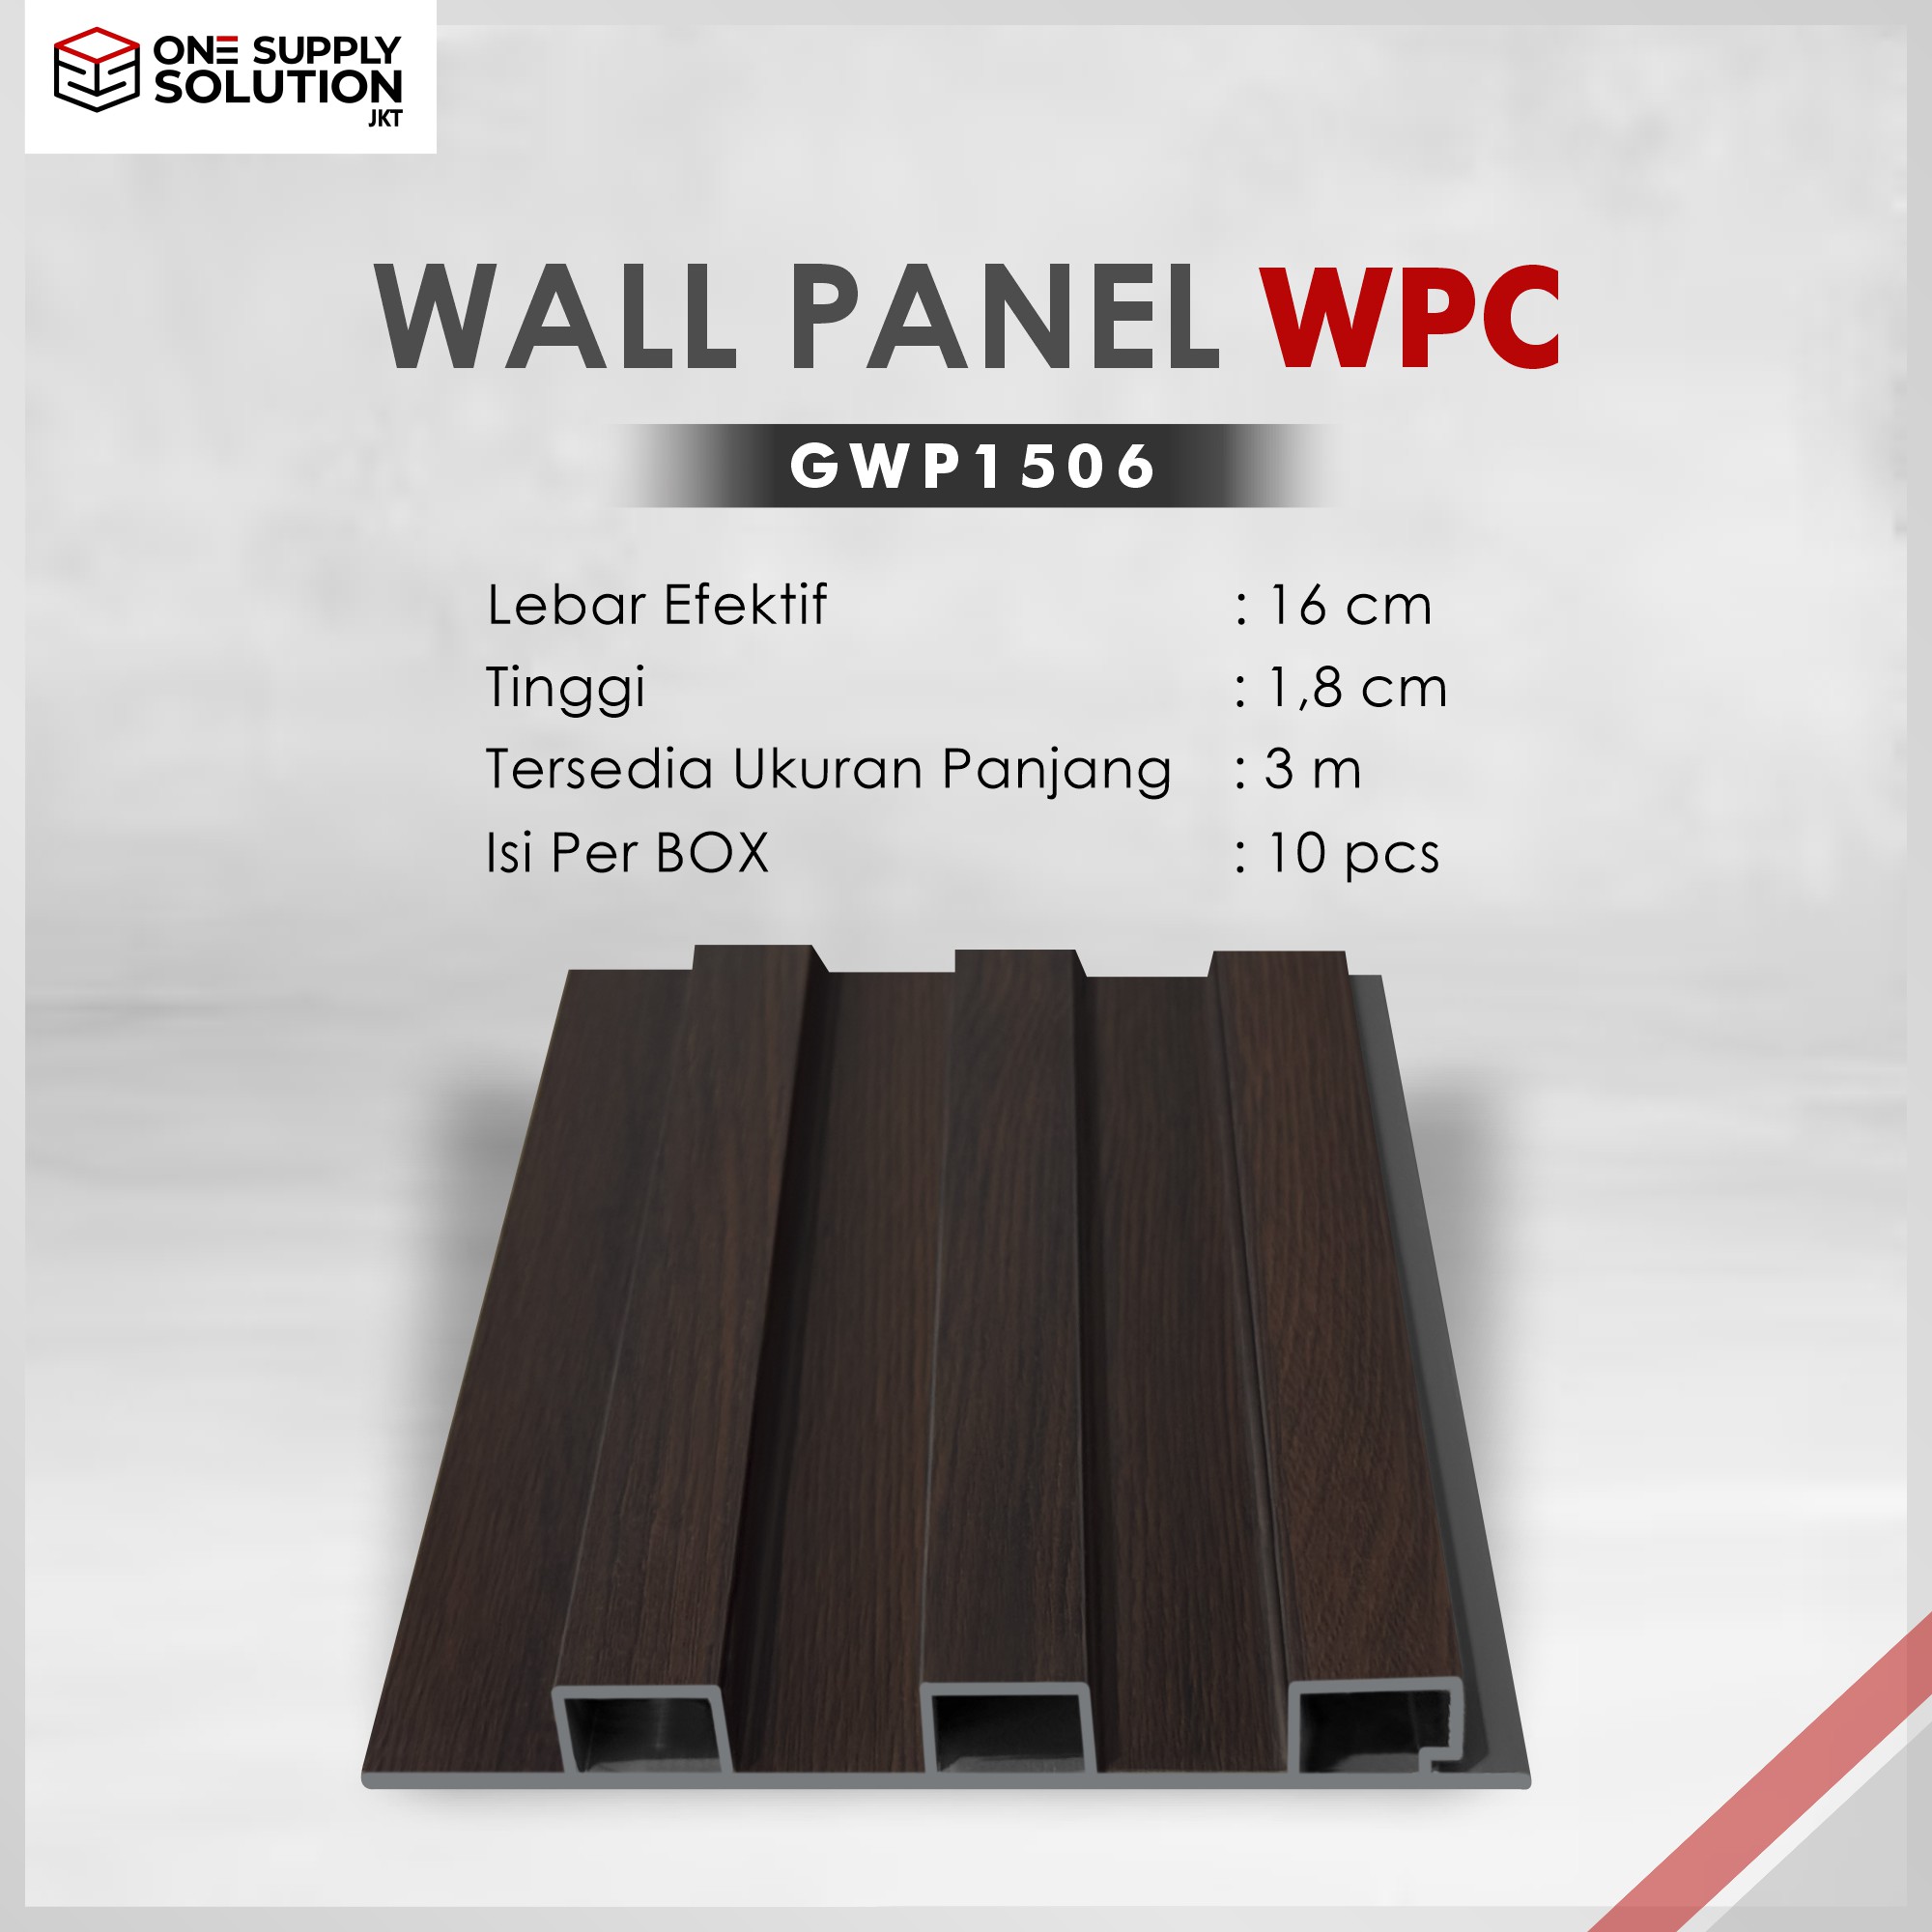 ONE SUPPLY
SOLUTION
JKT
WALL PANEL WPC
GWP1506
Lebar Efektif : 16 cm
Tinggi : 1,8 cm
Tersedia Ukuran Panjang : 3 m
Isi Per BOX : 10 pcs